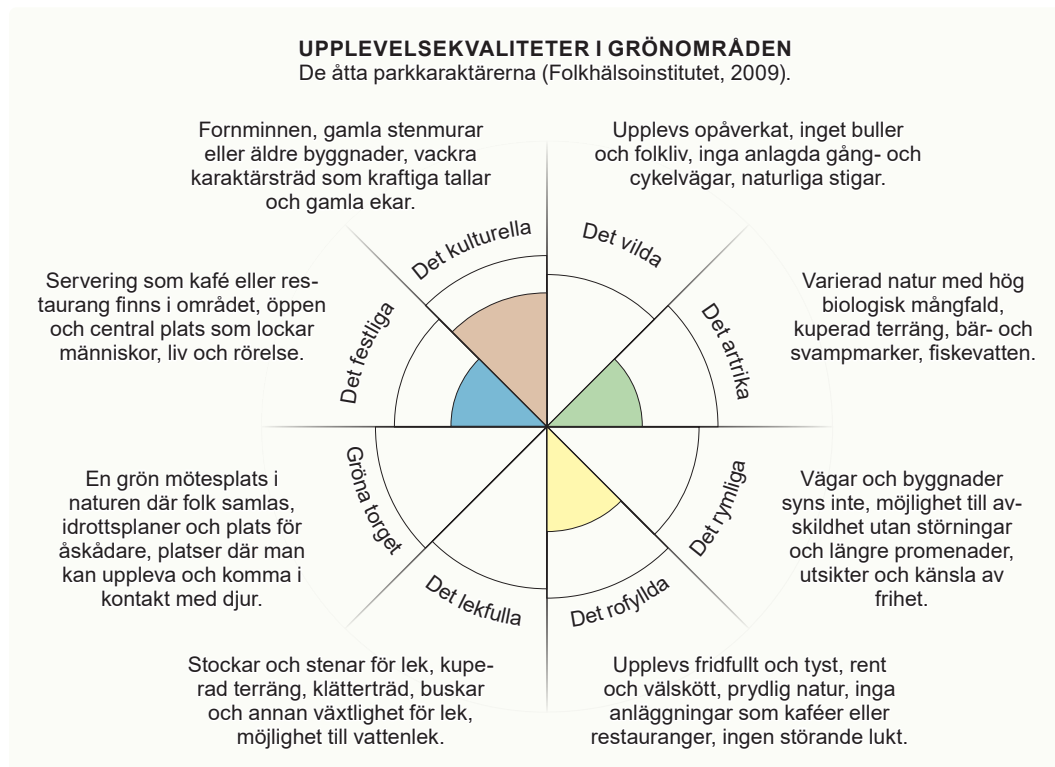 UPPLEVELSEKVALITETER I GRÖNOMRÅDEN
De åtta parkkaraktärerna (Folkhälsoinstitutet, 2009).
Fornminnen, gamla stenmurar
eller äldre byggnader, vackra
karaktärsträd som kraftiga tallar
och gamla ekar.
Upplevs opåverkat, inget buller
och folkliv, inga anlagda gång- och
cykelvägar, naturliga stigar.
Det kulturella
Det vilda
Servering som kafé eller res-
taurang finns i området, öppen
och central plats som lockar
människor, liv och rörelse.
Det festliga
Det artrika
Varierad natur med hög
biologisk mångfald,
kuperad terräng, bär- och
svampmarker, fiskevatten.
En grön mötesplats i
naturen där folk samlas,
idrottsplaner och plats för
åskådare, platser där man
kan uppleva och komma i
kontakt med djur.
Gröna torget
Det rymliga
Vägar och byggnader
syns inte, möjlighet till av-
skildhet utan störningar
och längre promenader,
utsikter och känsla av
frihet.
Det lekfulla
Det rofyllda
Stockar och stenar för lek, kupe-
rad terräng, klätterträd, buskar
och annan växtlighet för lek,
möjlighet till vattenlek.
Upplevs fridfullt och tyst, rent
och välskött, prydlig natur, inga
anläggningar som kaféer eller
restauranger, ingen störande lukt.